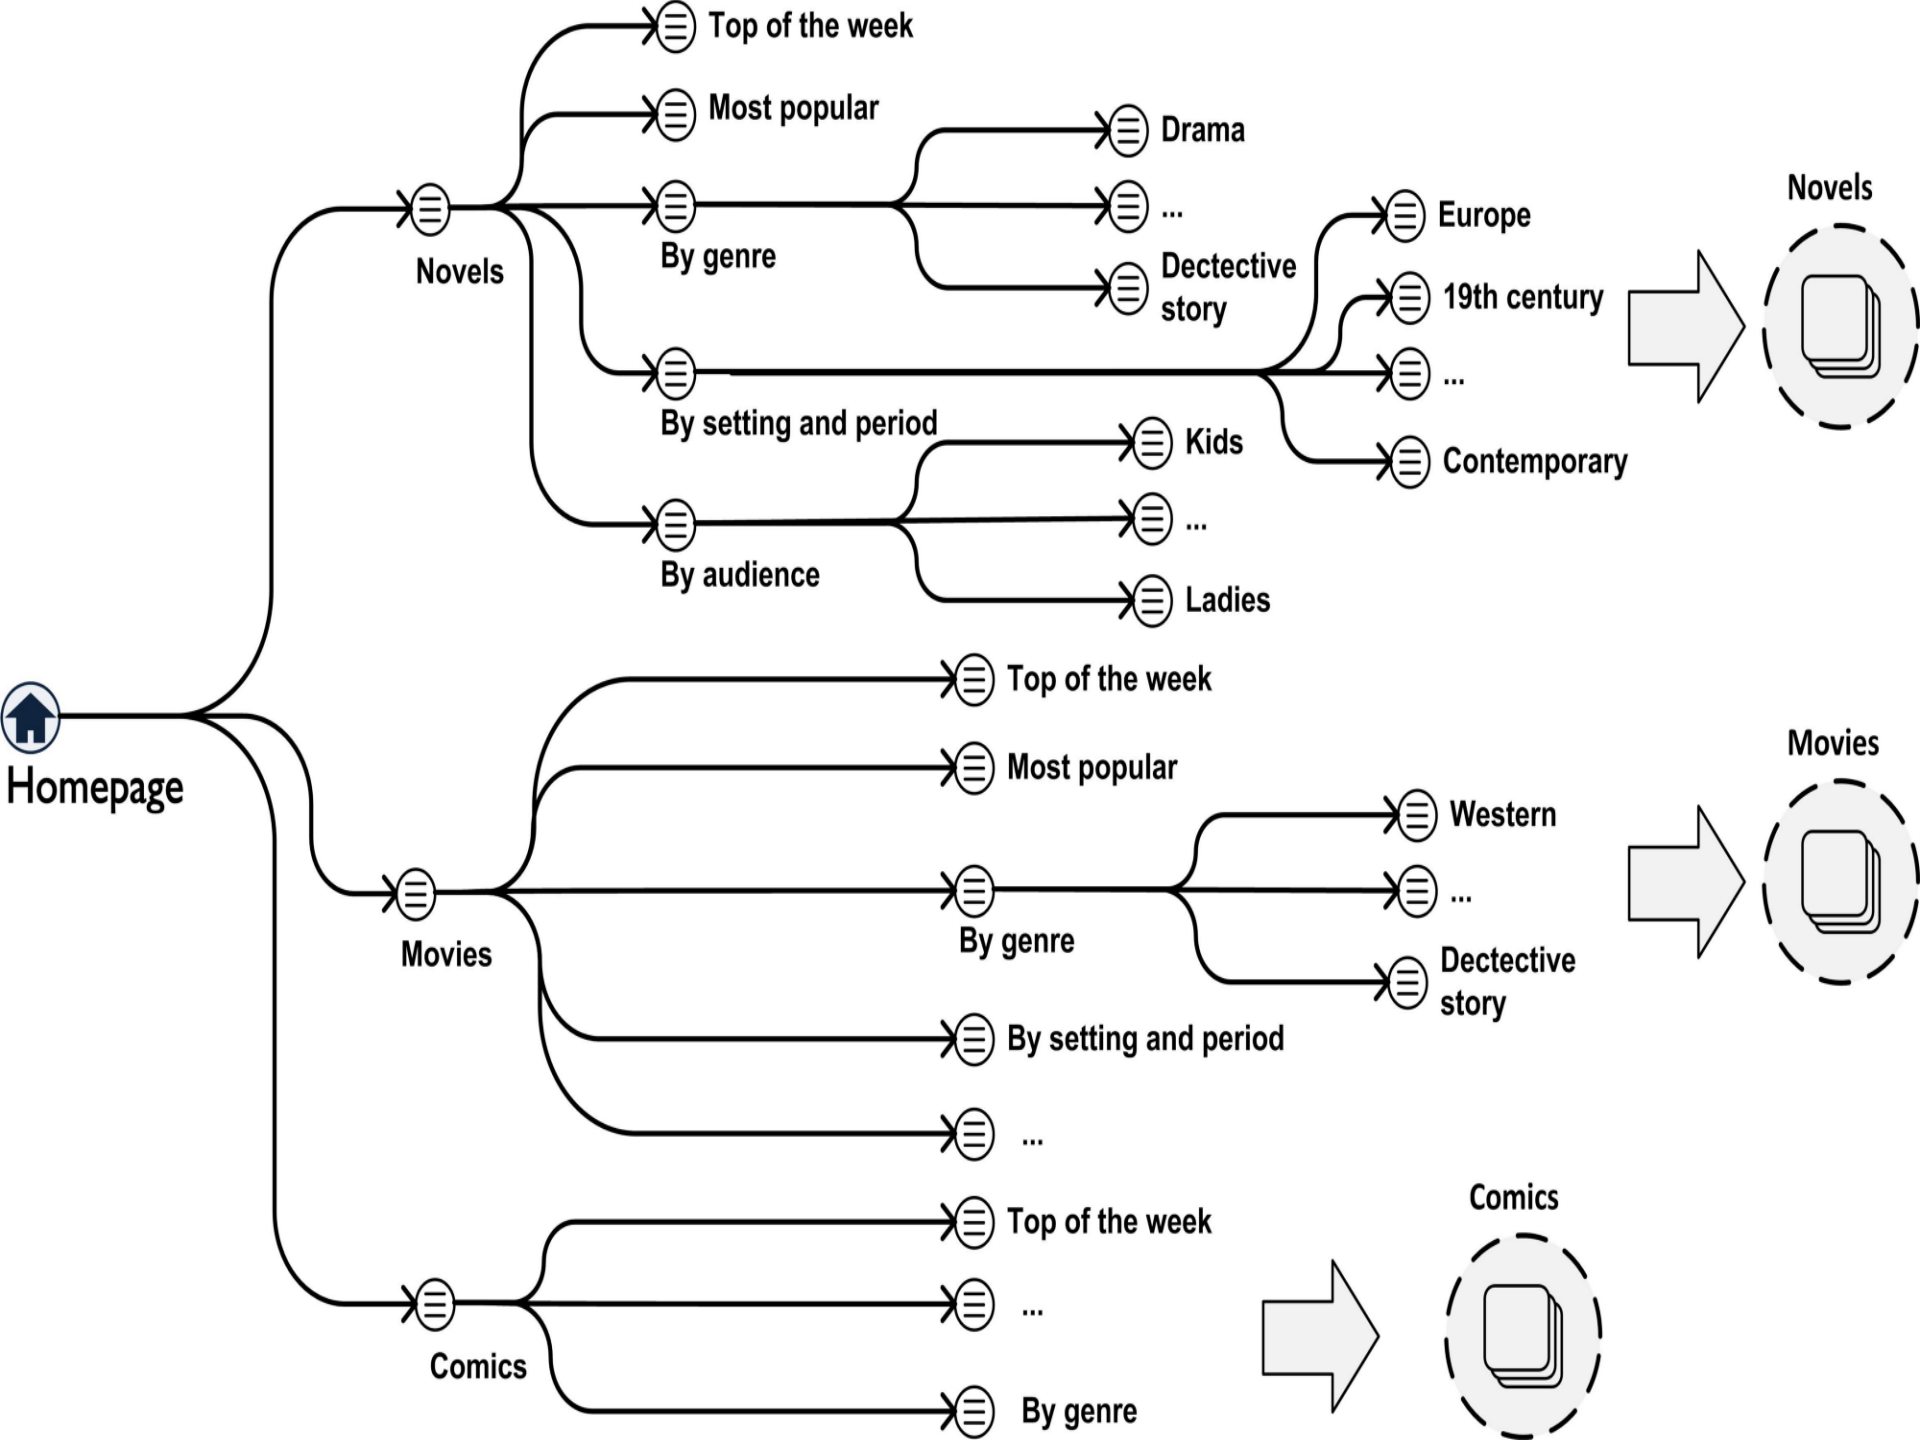 Top of the week
Most popular
Drama
...
By genre
Dectective
story
Novels
Europe
19th century
...
Contemporary
Novels
By setting and period
Kids
...
By audience
Ladies
Homepage
Top of the week
Most popular
Movies
Western
...
By genre
Dectective
story
Movies
By setting and period
...
Top of the week
Comics
...
Comics
By genre